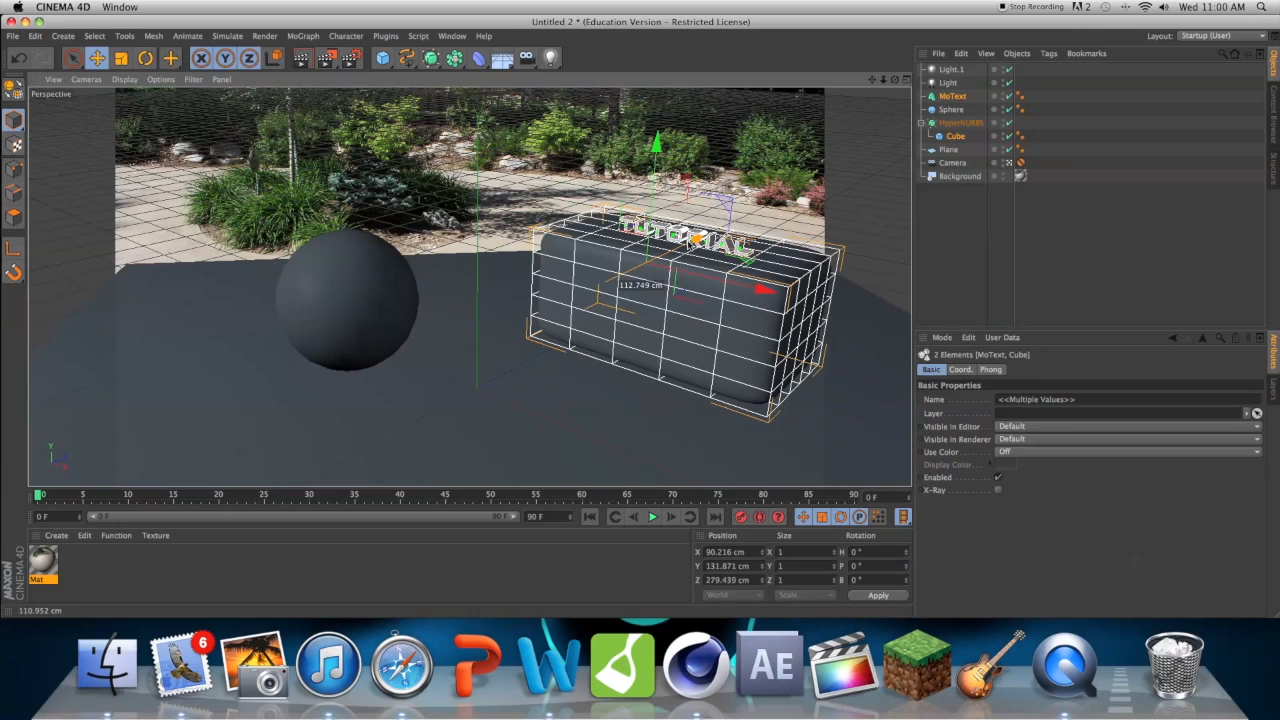 CINEMA 4D Window
Stop Recording
2
Wed 11:00 AM
Untitled 2 * (Education Version - Restricted License)
File Edit Create Select Tools Mesh Animate Simulate Render MoGraph Character Plugins Script Window Help
Layout: Startup (User)
X Y Z
View Cameras Display Options Filter Panel
File Edit View Objects Tags Bookmarks
Perspective
Light.1
Light
MoText
Sphere
HyperNURBS
Cube
Plane
Camera
Background
Objects
Content Browser
Structure
TUTORIAL
112.749 cm
Y
Mode Edit User Data
2 Elements [MoText, Cube]
Basic Coord. Phong
Basic Properties
Name <<Multiple Values>>
Layer
Visible in Editor Default
Visible in Renderer Default
Use Color Off
Display Color
Enabled
X-Ray
Attributes
Layers
0 5 10 15 20 25 30 35 40 45 50 55 60 65 70 75 80 85 90 0 F
0 F 0 F 90 F 90 F
P
Create Edit Function Texture
Mat
Position Size Rotation
X 90.216 cm X 1 H 0 °
Y 131.871 cm Y 1 P 0 °
Z 279.439 cm Z 1 B 0 °
World Scale Apply
MAXON
CINEMA 4D
110.952 cm
6
P
W
AE
Q